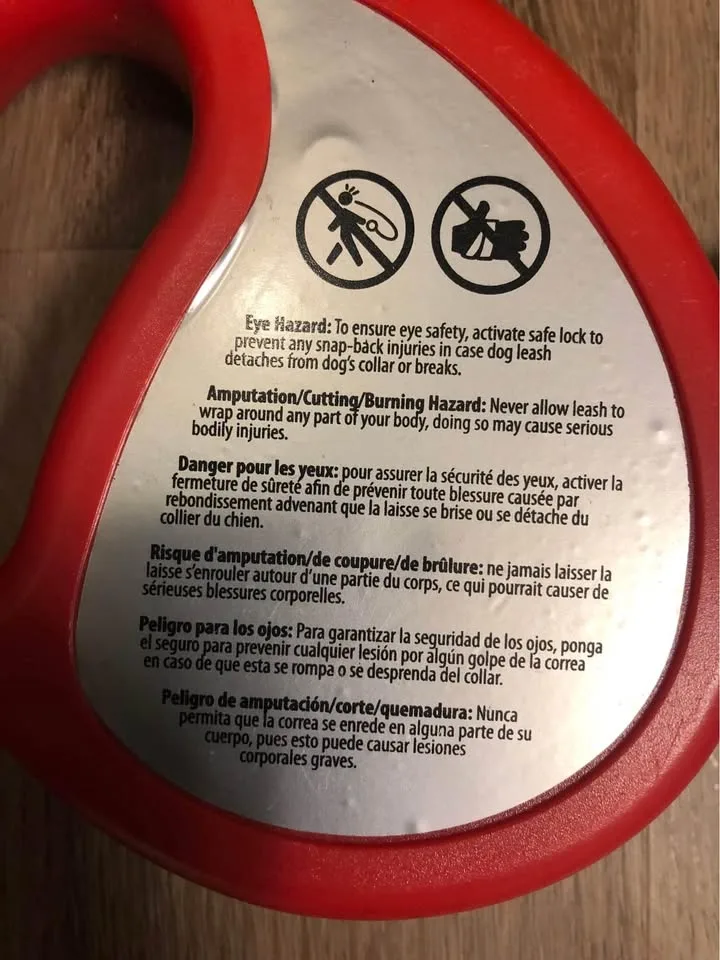 Eye Hazard: To ensure eye safety, activate safe lock to
prevent any snap-back injuries in case dog leash
detaches from dog's collar or breaks.
Amputation/Cutting/Burning Hazard: Never allow leash to
wrap around any part of your body, doing so may cause serious
bodily injuries.
Danger pour les yeux: pour assurer la sécurité des yeux, activer la
fermeture de sûreté afin de prévenir toute blessure causée par
rebondissement advenant que la laisse se brise ou se détache du
collier du chien.
Risque d'amputation/de coupure/de brûlure: ne jamais laisser la
laisse s'enrouler autour d'une partie du corps, ce qui pourrait causer de
sérieuses blessures corporelles.
Peligro para los ojos: Para garantizar la seguridad de los ojos, ponga
el seguro para prevenir cualquier lesión por algún golpe de la correa
en caso de que esta se rompa o se desprenda del collar.
Peligro de amputación/corte/quemadura: Nunca
permita que la correa se enrede en alguna parte de su
cuerpo, pues esto puede causar lesiones
corporales graves.